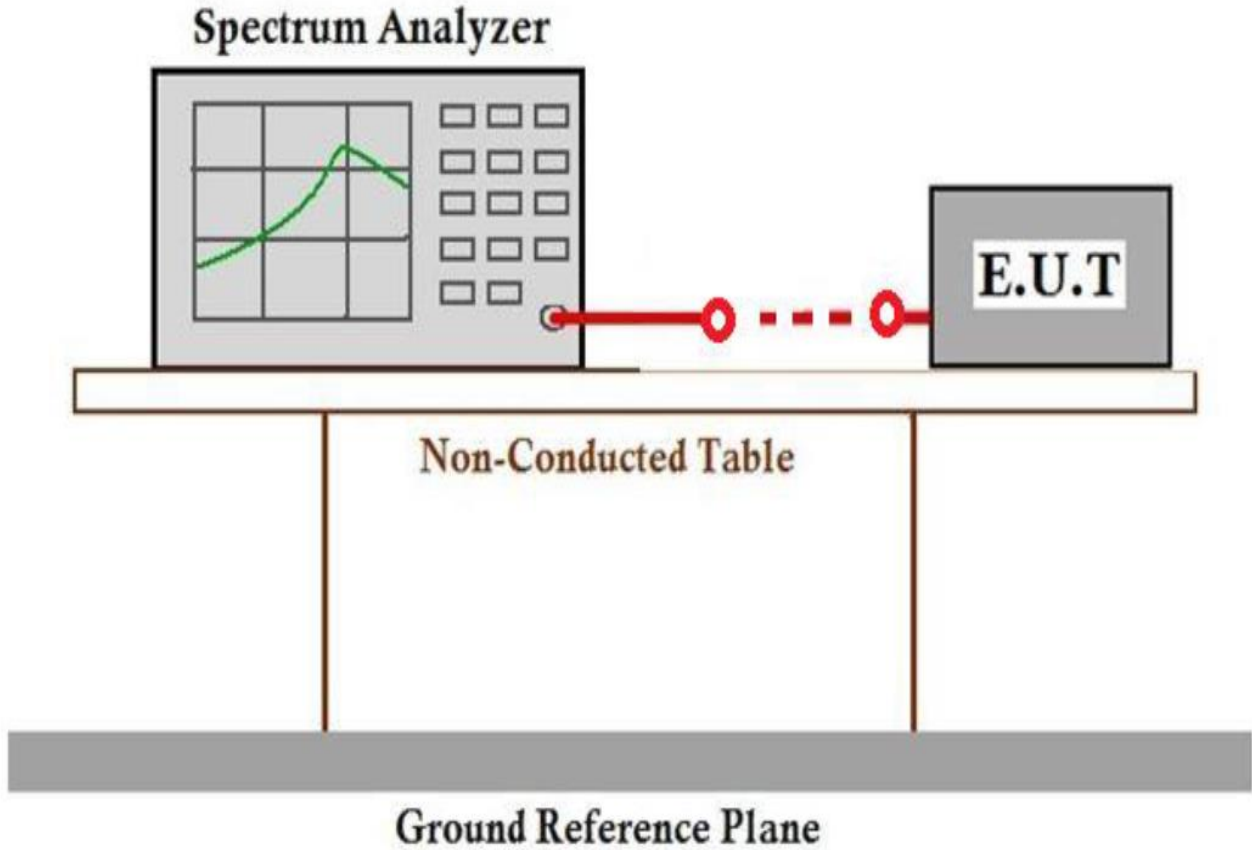 Spectrum Analyzer
E.U.T
Non-Conducted Table
Ground Reference Plane